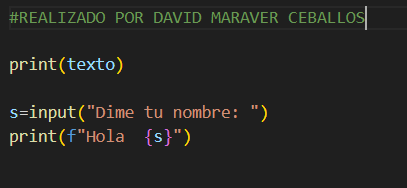 #REALIZADO POR DAVID MARAVER CEBALLOS
print(texto)
s=input("Dime tu nombre: ")
print(f"Hola  {s}")